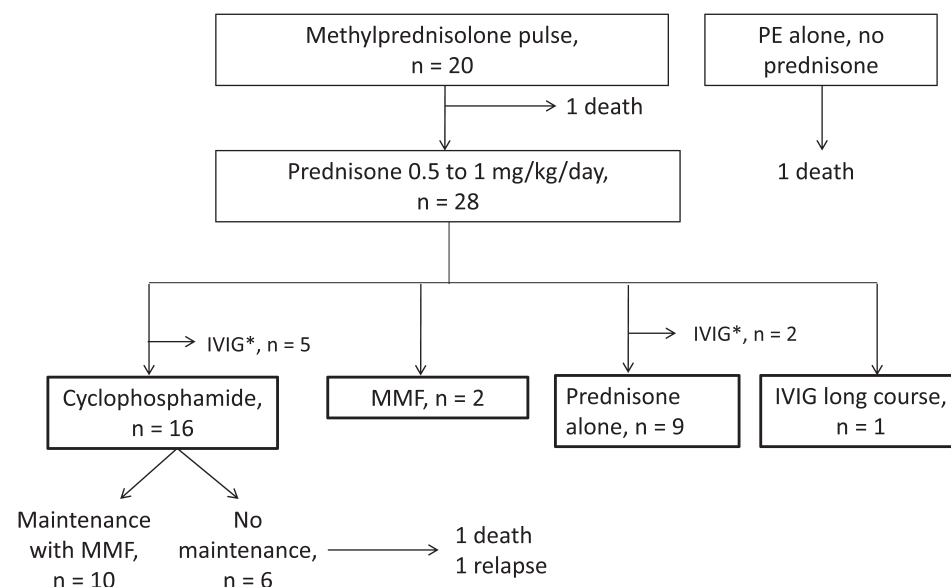 Methylprednisolone pulse,
n = 20
PE alone, no
prednisone
1 death
Prednisone 0.5 to 1 mg/kg/day,
n = 28
1 death
IVIG*, n = 5
IVIG*, n = 2
Cyclophosphamide,
n = 16
MMF, n = 2
Prednisone
alone, n = 9
IVIG long course,
n = 1
Maintenance
with MMF,
n = 10
No
maintenance,
n = 6
1 death
1 relapse